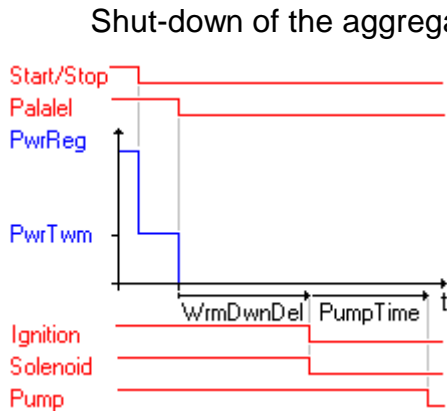 Shut-down of the aggrega
Start/Stop
Palalel
PwrReg
PwrTwm
t
WrmDwnDel PumpTime
Ignition
Solenoid
Pump